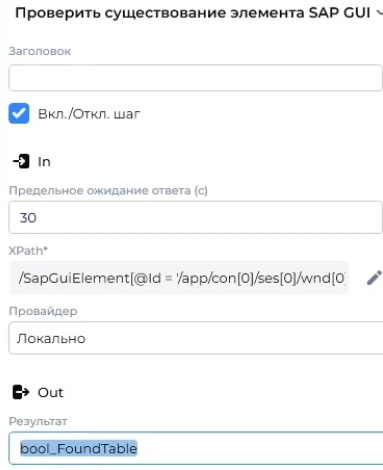 Проверить существование элемента SAP GUI
Заголовок
Вкл./Откл. шаг
In
Предельное ожидание ответа (с)
30
XPath*
/SapGuiElement[@Id = '/app/con[0]/ses[0]/wnd[0
Провайдер
Локально
Out
Результат
bool_FoundTable